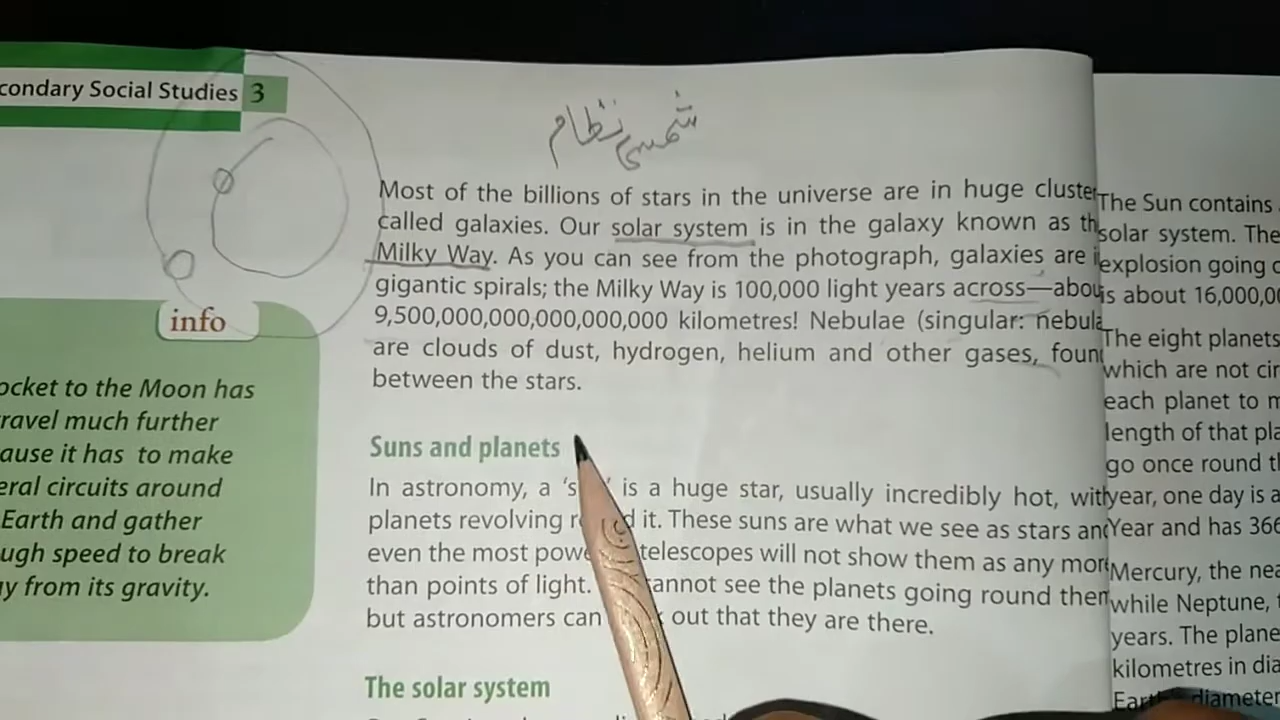 condary Social Studies 3
شمسی نظام
Most of the billions of stars in the universe are in huge cluster
called galaxies. Our solar system is in the galaxy known as th
Milky Way. As you can see from the photograph, galaxies are i
gigantic spirals; the Milky Way is 100,000 light years across—abou
9,500,000,000,000,000,000 kilometres! Nebulae (singular: nebula
are clouds of dust, hydrogen, helium and other gases, foun
between the stars.
info
ocket to the Moon has
ravel much further
ause it has to make
eral circuits around
Earth and gather
ugh speed to break
y from its gravity.
Suns and planets
In astronomy, a ‘s ’ is a huge star, usually incredibly hot, with
planets revolving r d it. These suns are what we see as stars and
even the most powe telescopes will not show them as any more
than points of light. annot see the planets going round them
but astronomers can k out that they are there.
The solar system
The Sun contains
solar system. The
explosion going o
is about 16,000,00
The eight planets
which are not cir
each planet to m
length of that pla
go once round t
year, one day is a
Year and has 366
Mercury, the nea
while Neptune, t
years. The plane
kilometres in dia
Earth diameter